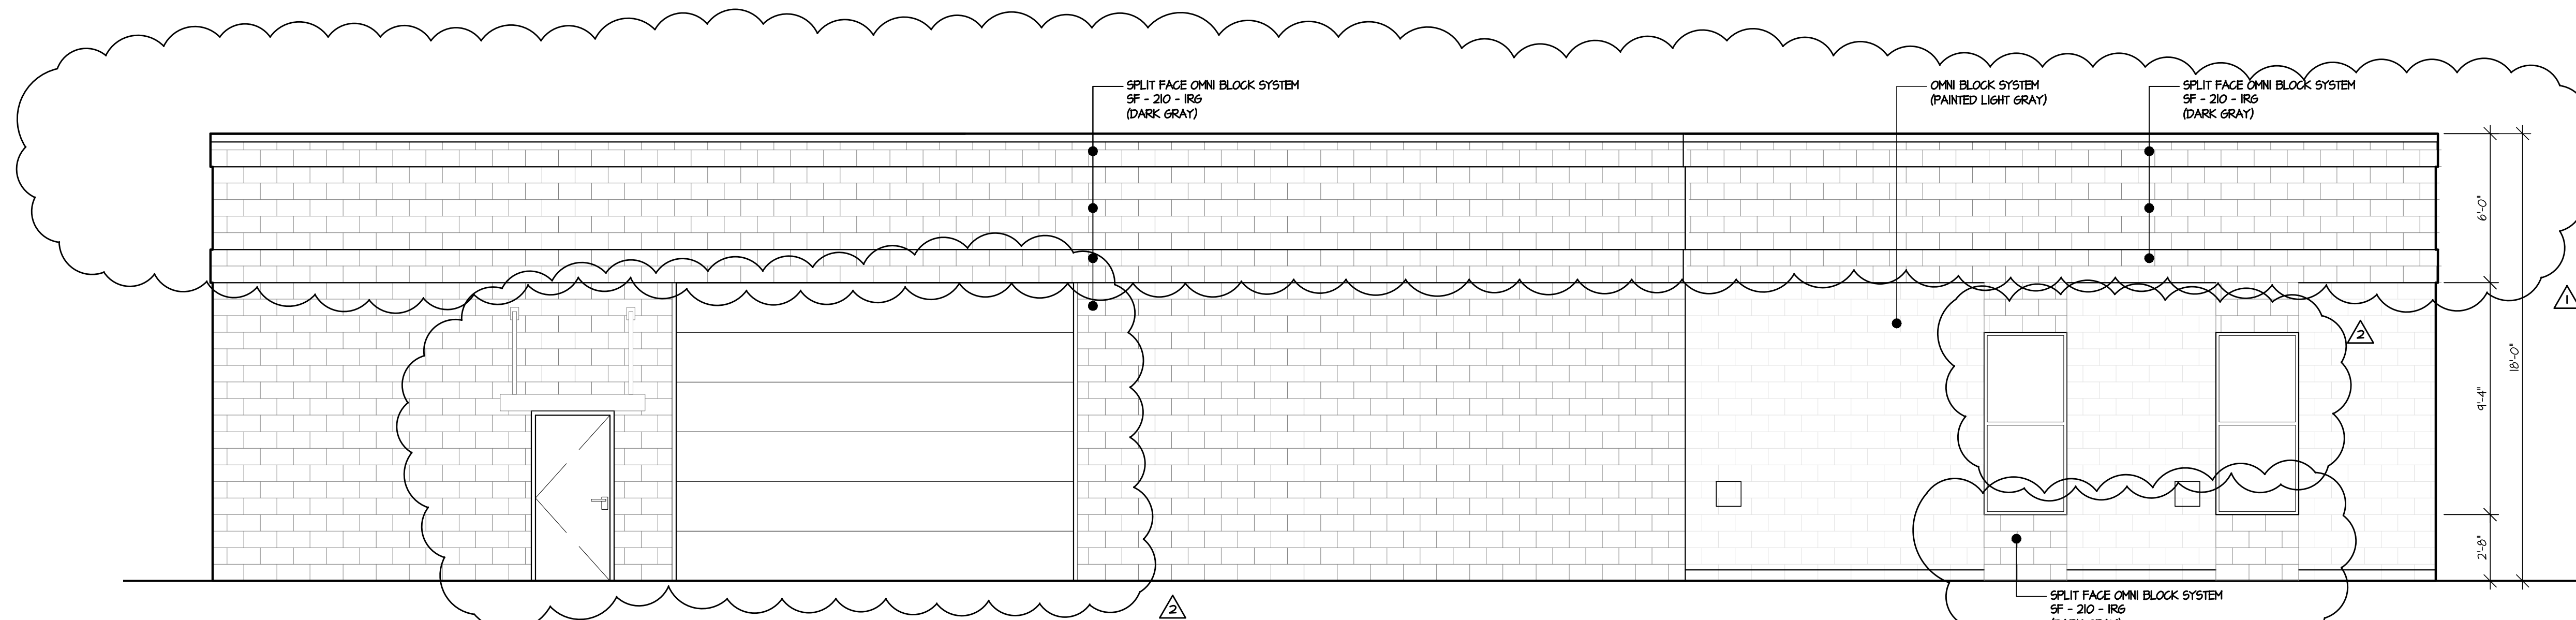 SPLIT FACE OMNI BLOCK SYSTEM
SF - 210 - IRG
(DARK GRAY)
OMNI BLOCK SYSTEM
(PAINTED LIGHT GRAY)
SPLIT FACE OMNI BLOCK SYSTEM
SF - 210 - IRG
(DARK GRAY)
6'-0"
9'-4"
2'-8"
18'-0"
1
2
2
SPLIT FACE OMNI BLOCK SYSTEM
SF - 210 - IRG